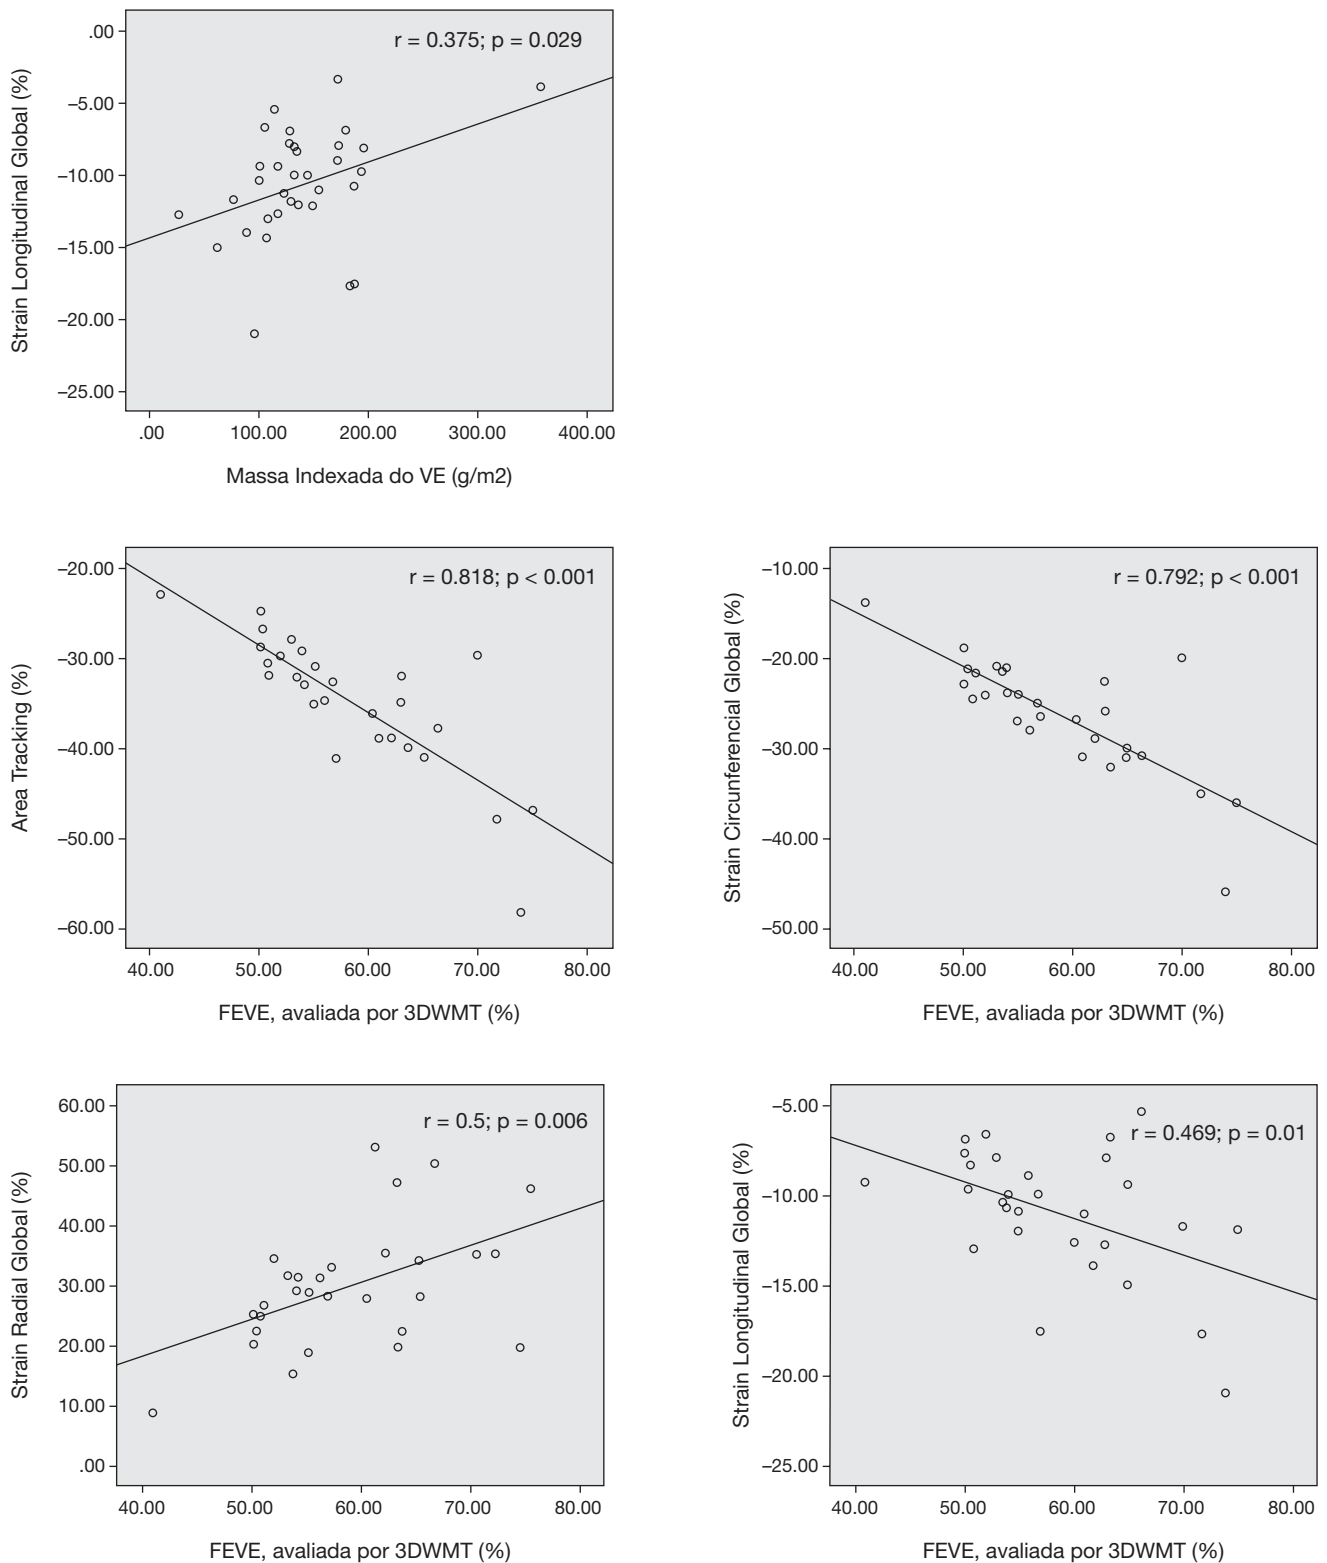 r = 0.375; p = 0.029
Strain Longitudinal Global (%)
.00
−5.00
−10.00
−15.00
−20.00
−25.00
.00 100.00 200.00 300.00 400.00
Massa Indexada do VE (g/m2)
r = 0.818; p < 0.001
Area Tracking (%)
−20.00
−30.00
−40.00
−50.00
−60.00
40.00 50.00 60.00 70.00 80.00
FEVE, avaliada por 3DWMT (%)
r = 0.792; p < 0.001
Strain Circunferencial Global (%)
−10.00
−20.00
−30.00
−40.00
−50.00
40.00 50.00 60.00 70.00 80.00
FEVE, avaliada por 3DWMT (%)
r = 0.5; p = 0.006
Strain Radial Global (%)
60.00
50.00
40.00
30.00
20.00
10.00
.00
40.00 50.00 60.00 70.00 80.00
FEVE, avaliada por 3DWMT (%)
r = 0.469; p = 0.01
Strain Longitudinal Global (%)
−5.00
−10.00
−15.00
−20.00
−25.00
40.00 50.00 60.00 70.00 80.00
FEVE, avaliada por 3DWMT (%)